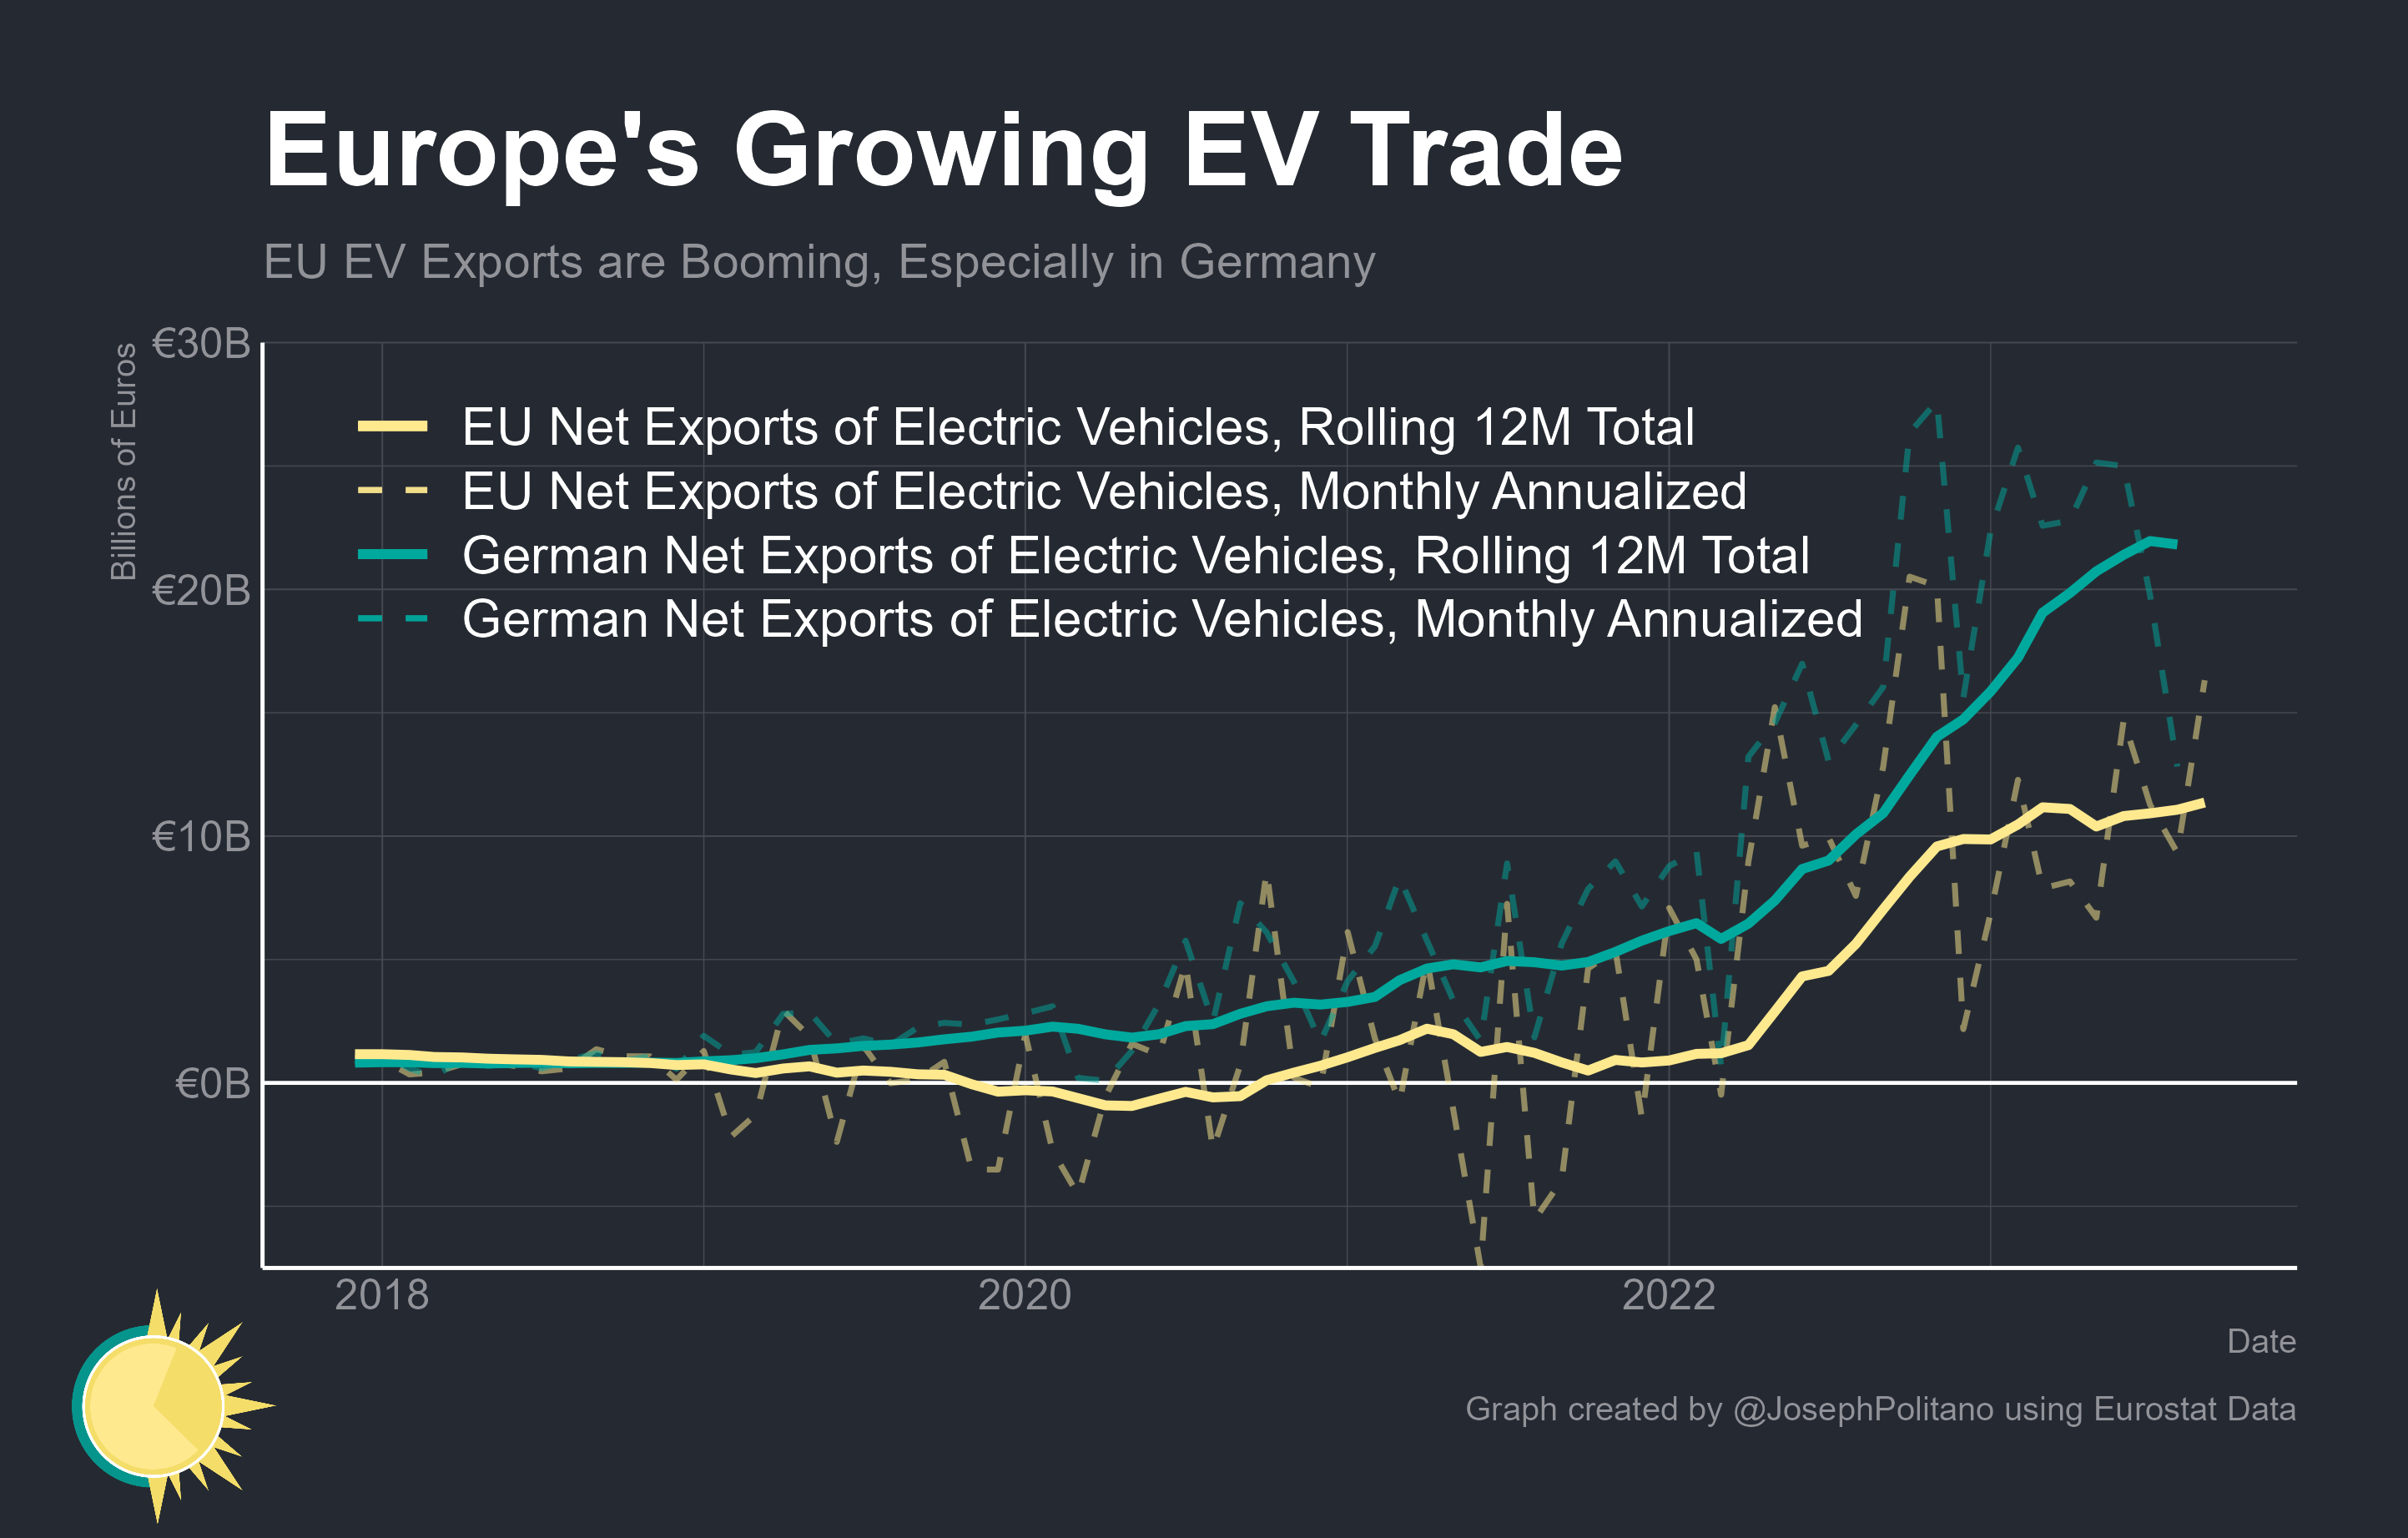 Europe's Growing EV Trade
EU EV Exports are Booming, Especially in Germany
Billions of Euros
€30B
€20B
€10B
€0B
EU Net Exports of Electric Vehicles, Rolling 12M Total
EU Net Exports of Electric Vehicles, Monthly Annualized
German Net Exports of Electric Vehicles, Rolling 12M Total
German Net Exports of Electric Vehicles, Monthly Annualized
2018 2020 2022
Date
Graph created by @JosephPolitano using Eurostat Data